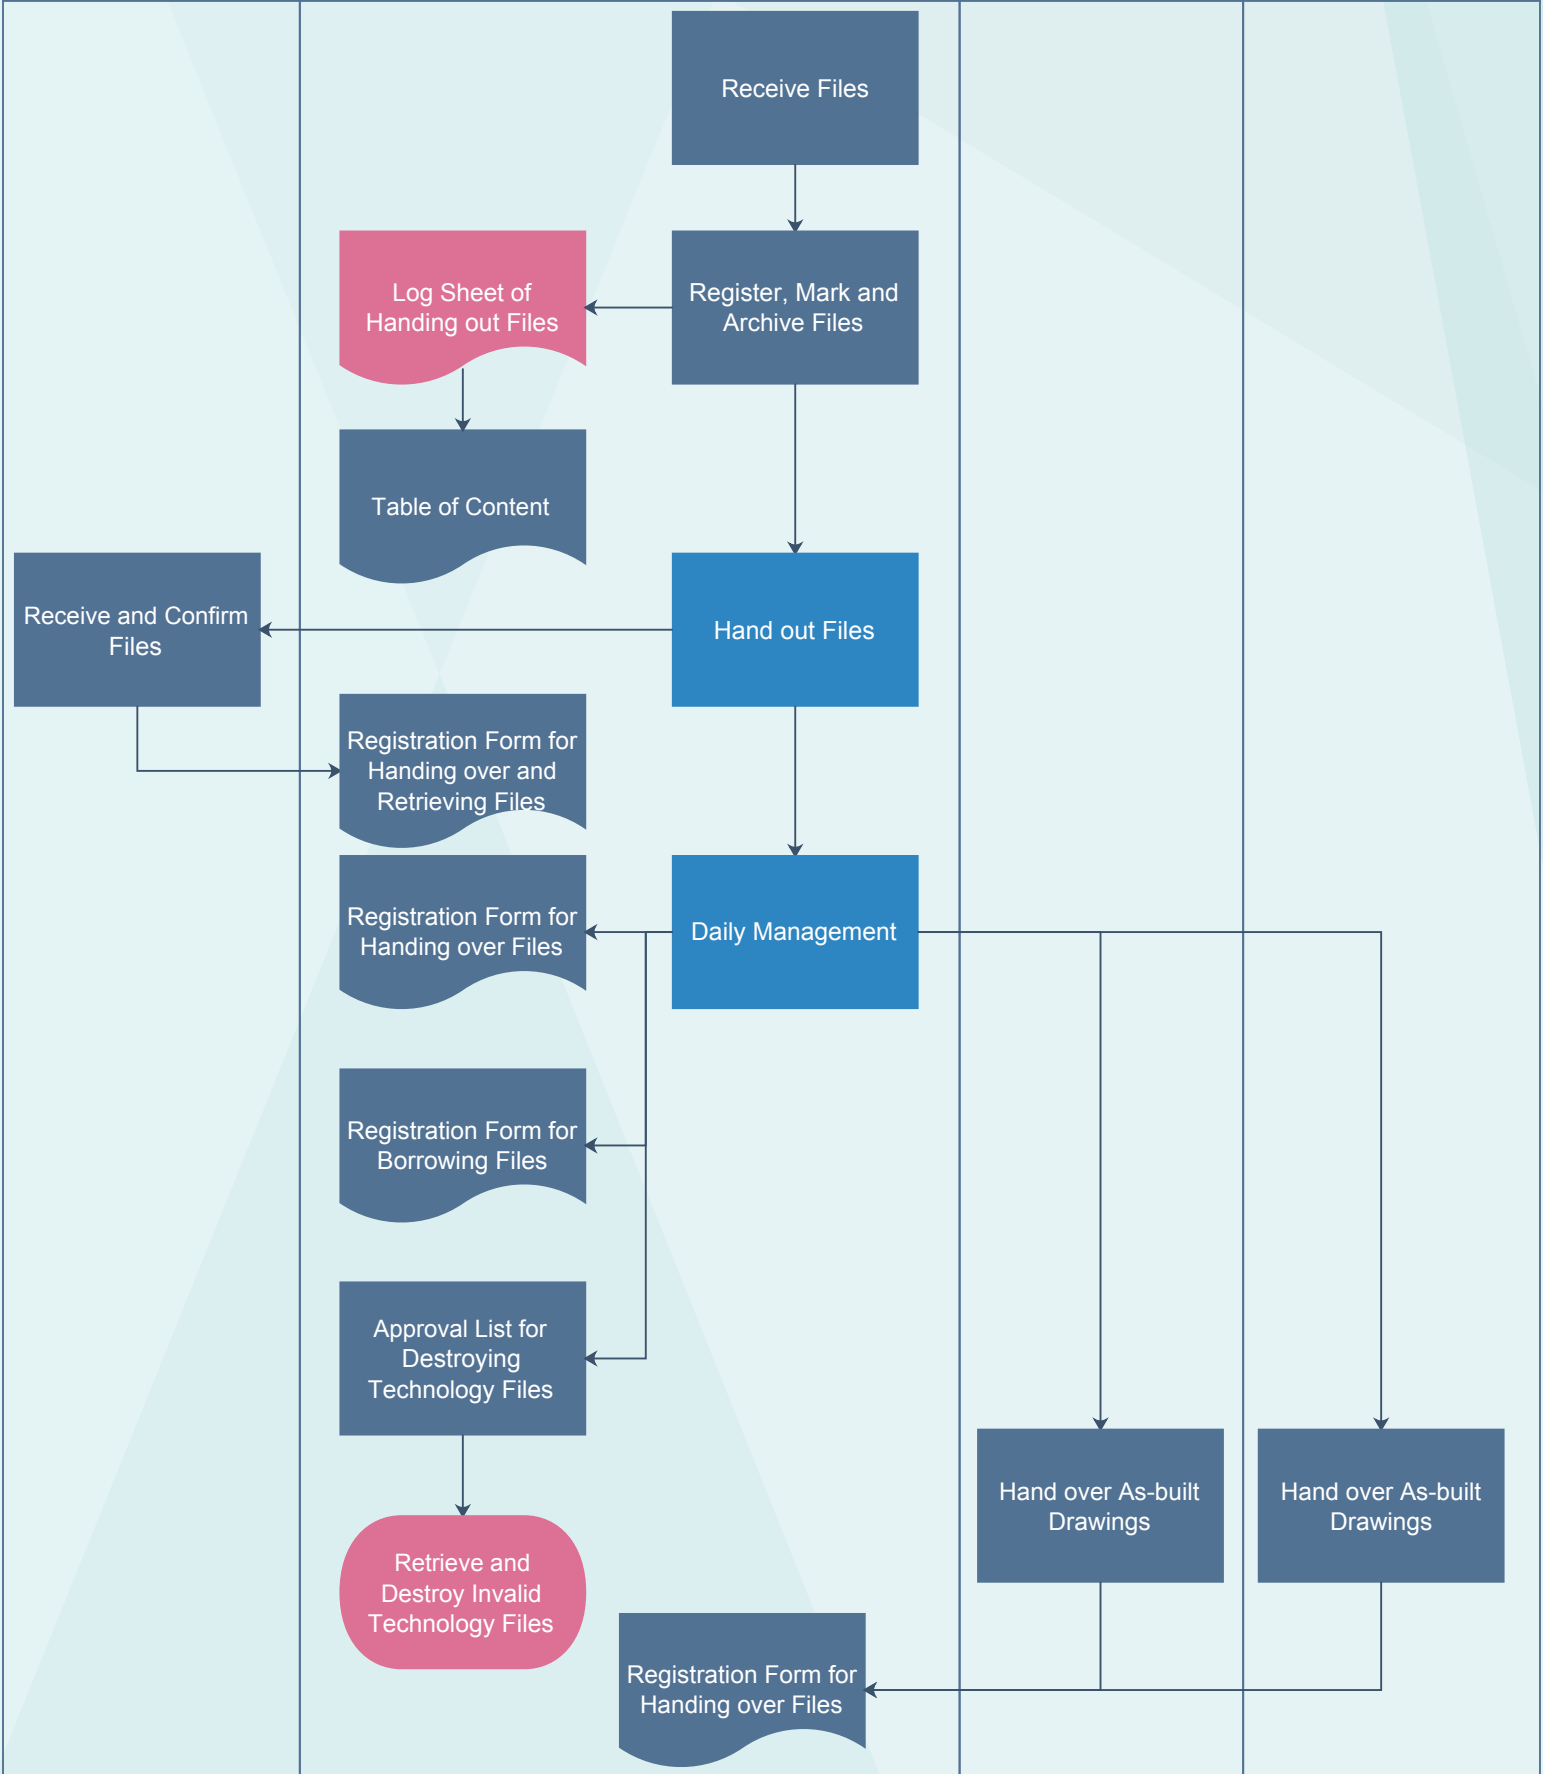 Receive Files
Log Sheet of
Handing out Files
Register, Mark and
Archive Files
Table of Content
Receive and Confirm
Files
Hand out Files
Registration Form for
Handing over and
Retrieving Files
Registration Form for
Handing over Files
Daily Management
Registration Form for
Borrowing Files
Approval List for
Destroying
Technology Files
Hand over As-built
Drawings
Hand over As-built
Drawings
Retrieve and
Destroy Invalid
Technology Files
Registration Form for
Handing over Files